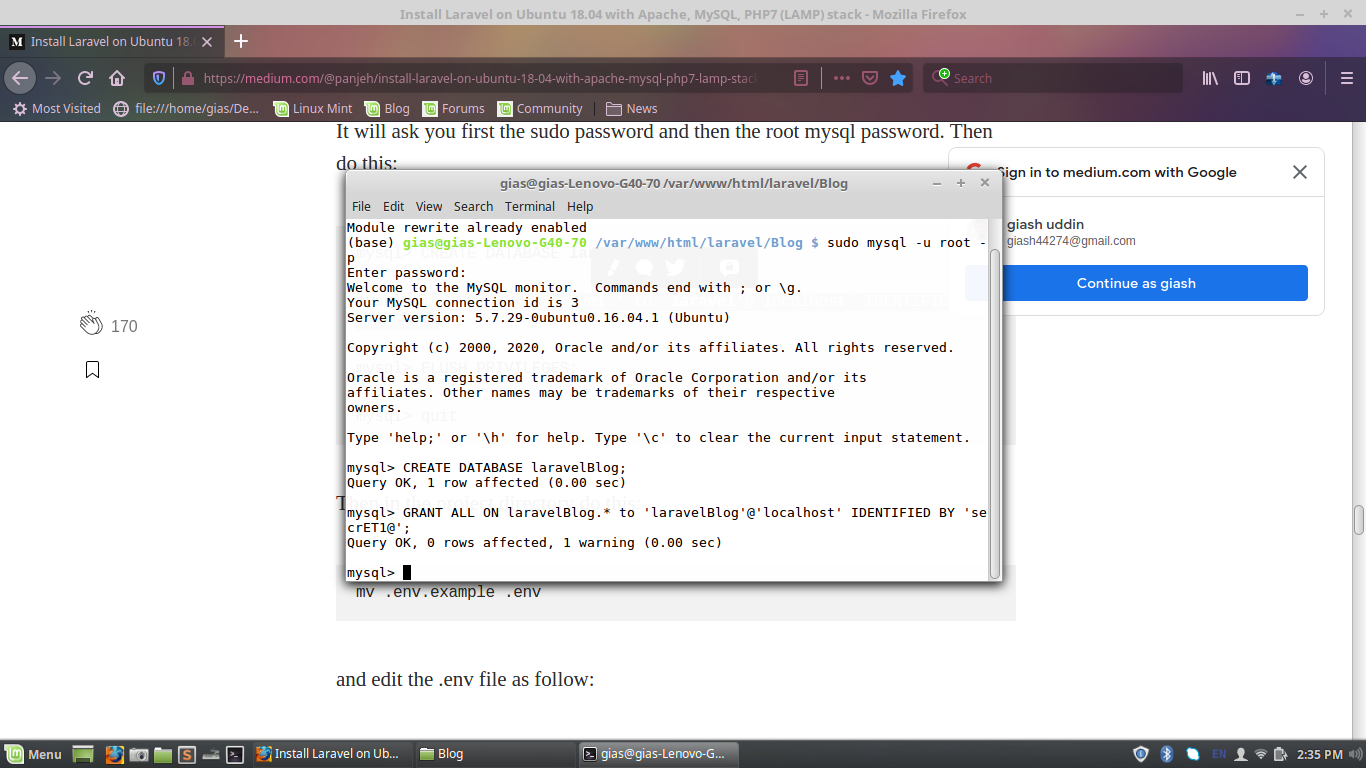 Install Laravel on Ubuntu 18.04 with Apache, MySQL, PHP7 (LAMP) stack - Mozilla Firefox
M Install Laravel on Ubuntu 18.
https://medium.com/@panjeh/install-laravel-on-ubuntu-18-04-with-apache-mysql-php7-lamp-stac
Search
Most Visited
file:///home/gias/De...
Linux Mint
Blog
Forums
Community
News
It will ask you first the sudo password and then the root mysql password. Then
do this:
Sign in to medium.com with Google
giash uddin
giash44274@gmail.com
Continue as giash
170
gias@gias-Lenovo-G40-70 /var/www/html/laravel/Blog
File Edit View Search Terminal Help
Module rewrite already enabled
(base) gias@gias-Lenovo-G40-70 /var/www/html/laravel/Blog $ sudo mysql -u root -
p
Enter password:
Welcome to the MySQL monitor.  Commands end with ; or \g.
Your MySQL connection id is 3
Server version: 5.7.29-0ubuntu0.16.04.1 (Ubuntu)
Copyright (c) 2000, 2020, Oracle and/or its affiliates. All rights reserved.
Oracle is a registered trademark of Oracle Corporation and/or its
affiliates. Other names may be trademarks of their respective
owners.
mysql> quit
Type 'help;' or '\h' for help. Type '\c' to clear the current input statement.
mysql> CREATE DATABASE laravelBlog;
Query OK, 1 row affected (0.00 sec)
mysql> GRANT ALL ON laravelBlog.* to 'laravelBlog'@'localhost' IDENTIFIED BY 'se
crET1@';
Query OK, 0 rows affected, 1 warning (0.00 sec)
mysql>
mv .env.example .env
and edit the .env file as follow:
Menu
Install Laravel on Ub...
Blog
gias@gias-Lenovo-G...
EN
2:35 PM